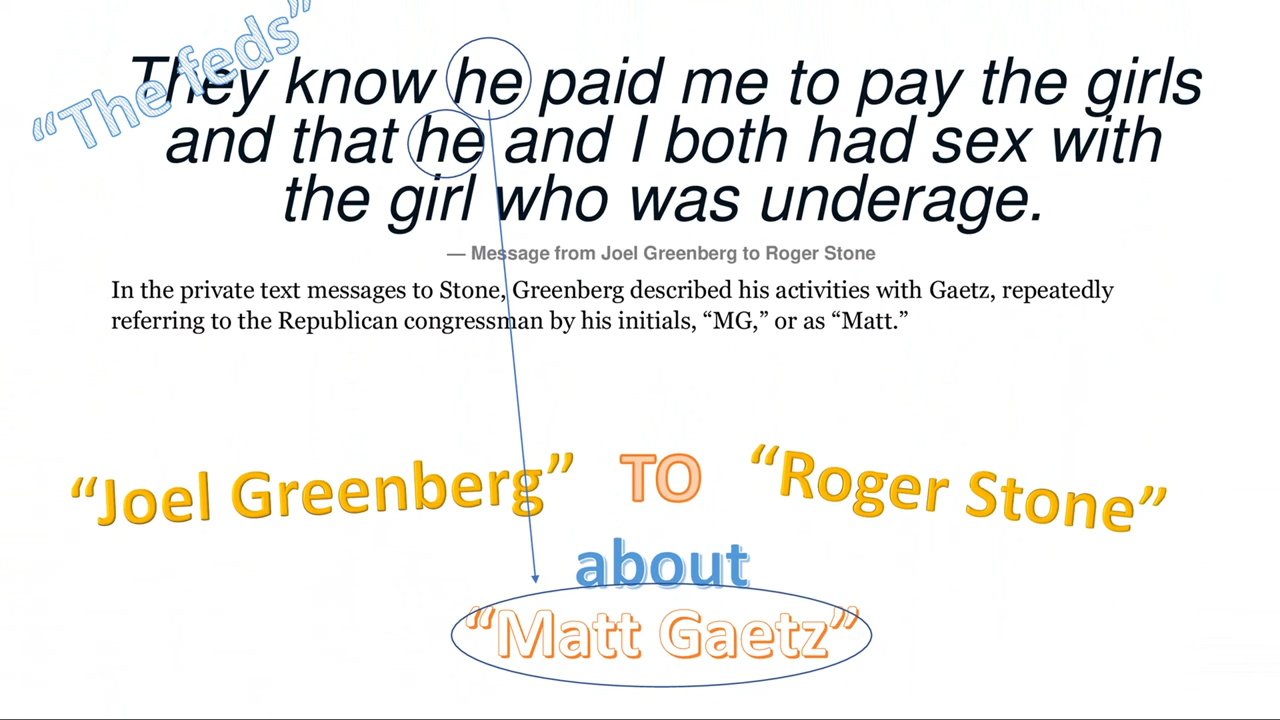 “The feds”
They know he paid me to pay the girls
and that he and I both had sex with
the girl who was underage.
— Message from Joel Greenberg to Roger Stone
In the private text messages to Stone, Greenberg described his activities with Gaetz, repeatedly
referring to the Republican congressman by his initials, “MG,” or as “Matt.”
“Joel Greenberg” TO “Roger Stone”
about
“Matt Gaetz”